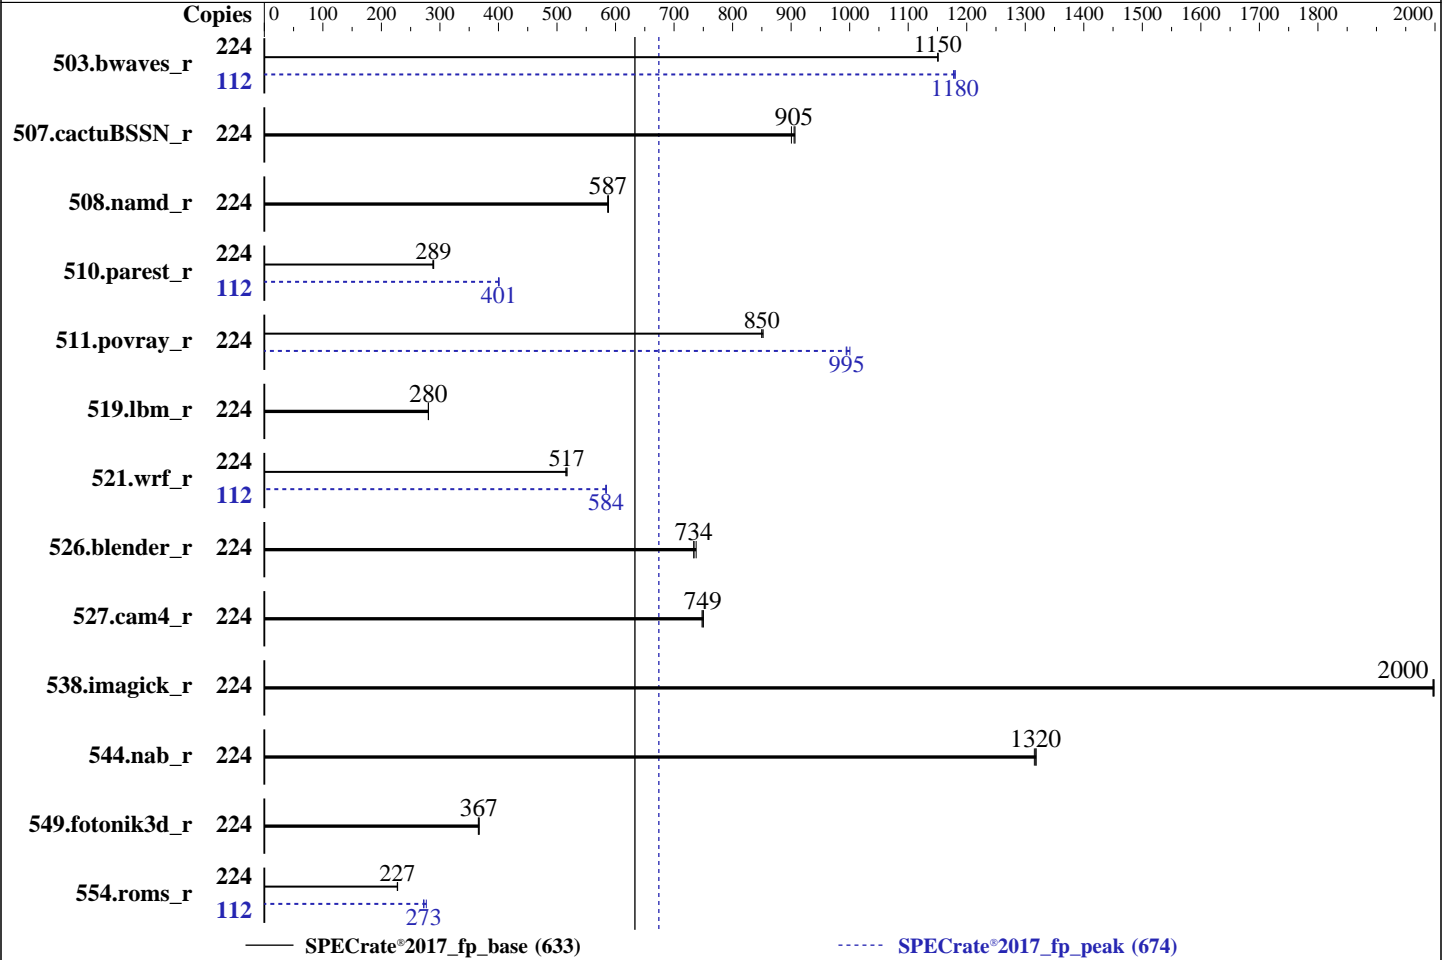 Copies 0 100 200 300 400 500 600 700 800 900 1000 1100 1200 1300 1400 1500 1600 1700 1800 2000
503.bwaves_r 224 1150
112 1180
507.cactuBSSN_r 224 905
508.namd_r 224 587
510.parest_r 224 289
112 401
511.povray_r 224 850
995
519.lbm_r 224 280
521.wrf_r 224 517
112 584
526.blender_r 224 734
527.cam4_r 224 749
538.imagick_r 224 2000
544.nab_r 224 1320
549.fotonik3d_r 224 367
554.roms_r 224 227
112 273
SPECrate®2017_fp_base (633) SPECrate®2017_fp_peak (674)